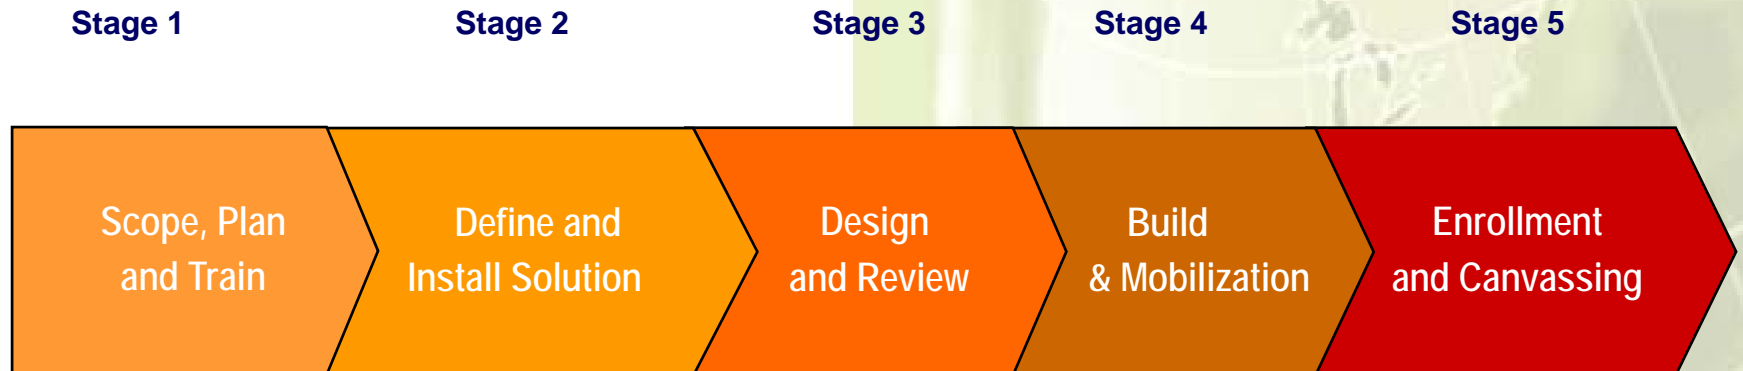 Stage 1
Stage 2
Stage 3
Stage 4
Stage 5
Scope, Plan
and Train
Define and
Install Solution
Design
and Review
Build
& Mobilization
Enrollment
and Canvassing